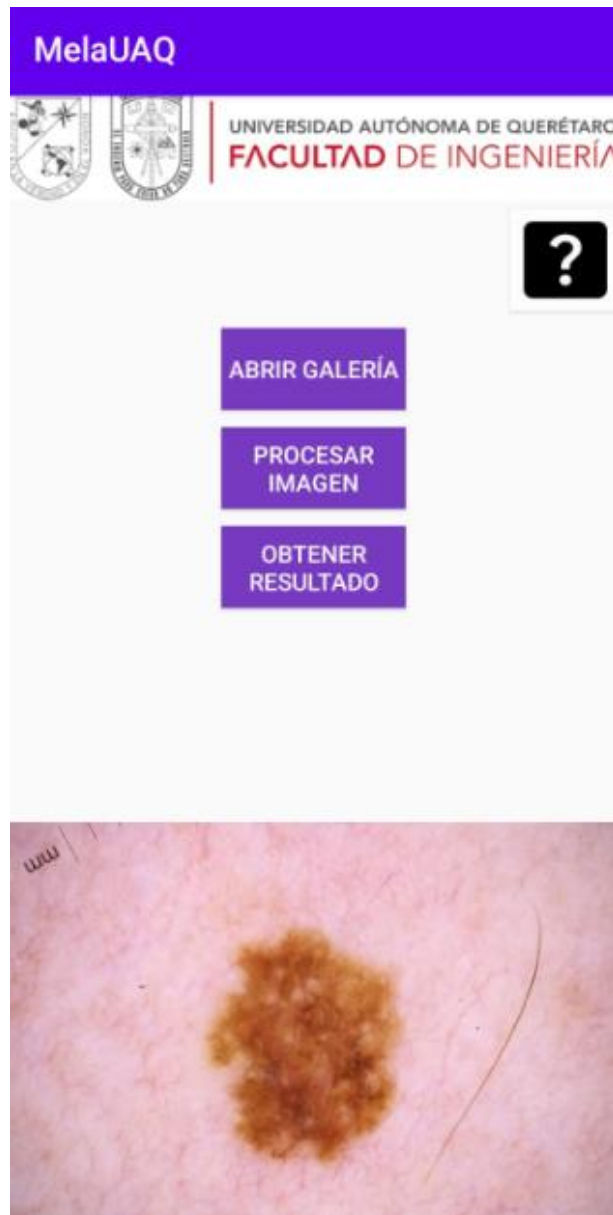 MelaUAQ
UNIVERSIDAD AUTÓNOMA DE QUERÉTARO
FACULTAD DE INGENIERÍA
?
ABRIR GALERÍA
PROCESAR
IMAGEN
OBTENER
RESULTADO
mm